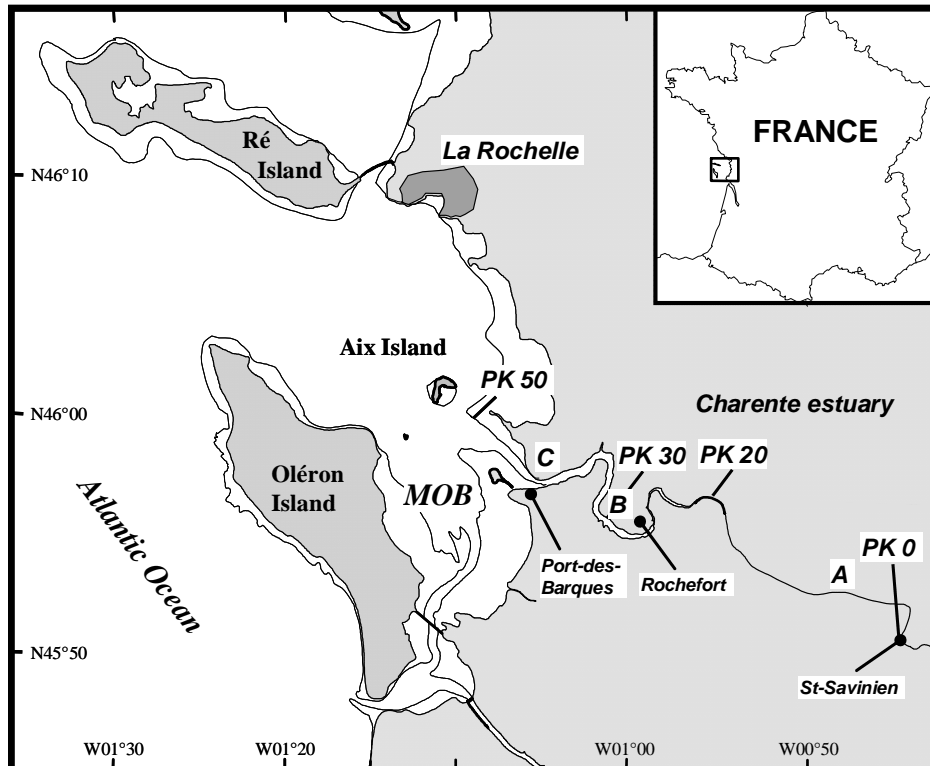 FRANCE
Ré
Island
La Rochelle
N46°10
Aix Island
PK 50
N46°00
Charente estuary
C
PK 30
PK 20
Oléron
Island
MOB
B
Atlantic Ocean
Port-des-
Barques
Rochefort
A
PK 0
N45°50
St-Savinien
W01°30
W01°20
W01°00
W00°50